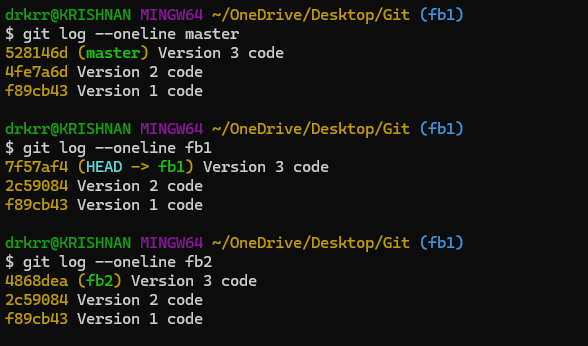 drkrr@KRISHNAN MINGW64 ~/OneDrive/Desktop/Git (fb1)
$ git log --oneline master
528146d (master) Version 3 code
4fe7a6d Version 2 code
f89cb43 Version 1 code
drkrr@KRISHNAN MINGW64 ~/OneDrive/Desktop/Git (fb1)
$ git log --oneline fb1
7f57af4 (HEAD -> fb1) Version 3 code
2c59084 Version 2 code
f89cb43 Version 1 code
drkrr@KRISHNAN MINGW64 ~/OneDrive/Desktop/Git (fb1)
$ git log --oneline fb2
4868dea (fb2) Version 3 code
2c59084 Version 2 code
f89cb43 Version 1 code